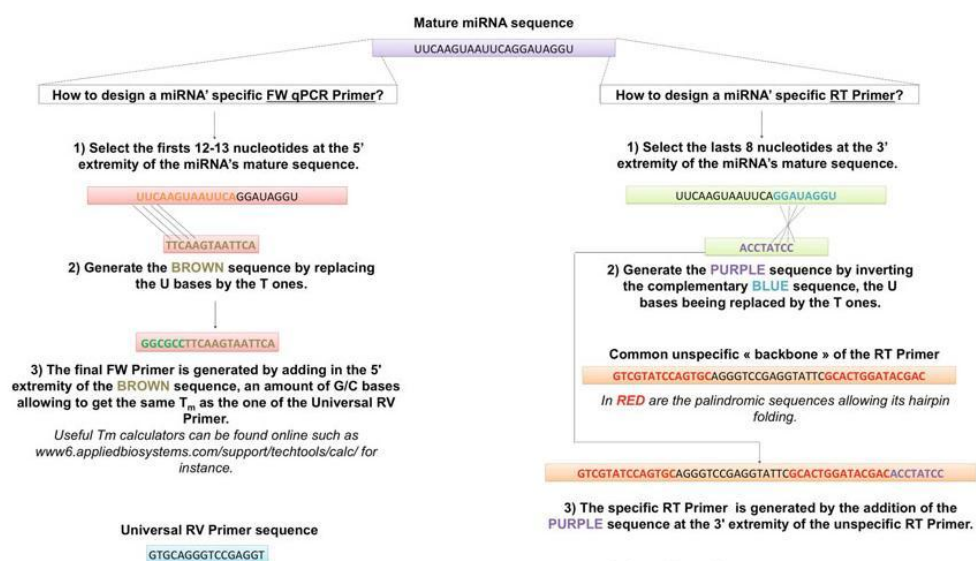 Mature miRNA sequence
UUCAAGUAAUUCAGGAUAGGU
How to design a miRNA' specific FW qPCR Primer?
1) Select the firsts 12-13 nucleotides at the 5'
extremity of the miRNA's mature sequence.
UUCAAGUAAUUCAGGAUAGGU
TTCAAGTAATTCA
2) Generate the BROWN sequence by replacing
the U bases by the T ones.
GGCGCCTTCAAGTAATTCA
3) The final FW Primer is generated by adding in the 5'
extremity of the BROWN sequence, an amount of G/C bases
allowing to get the same Tm as the one of the Universal RV
Primer.
Useful Tm calculators can be found online such as
www6.appliedbiosystems.com/support/techtools/calc/ for
instance.
Universal RV Primer sequence
GTGCAGGGTCCGAGGT
How to design a miRNA' specific RT Primer?
1) Select the lasts 8 nucleotides at the 3'
extremity of the miRNA's mature sequence.
UUCAAGUAAUUCAGGAUAGGU
ACCTATCC
2) Generate the PURPLE sequence by inverting
the complementary BLUE sequence, the U
bases beeing replaced by the T ones.
Common unspecific « backbone » of the RT Primer
GTCGTATCCAGTGCAGGGTCCGAGGTATTCGCACTGGATACGAC
In RED are the palindromic sequences allowing its hairpin
folding.
GTCGTATCCAGTGCAGGGTCCGAGGTATTCGCACTGGATACGACACCTATCC
3) The specific RT Primer is generated by the addition of the
PURPLE sequence at the 3' extremity of the unspecific RT Primer.